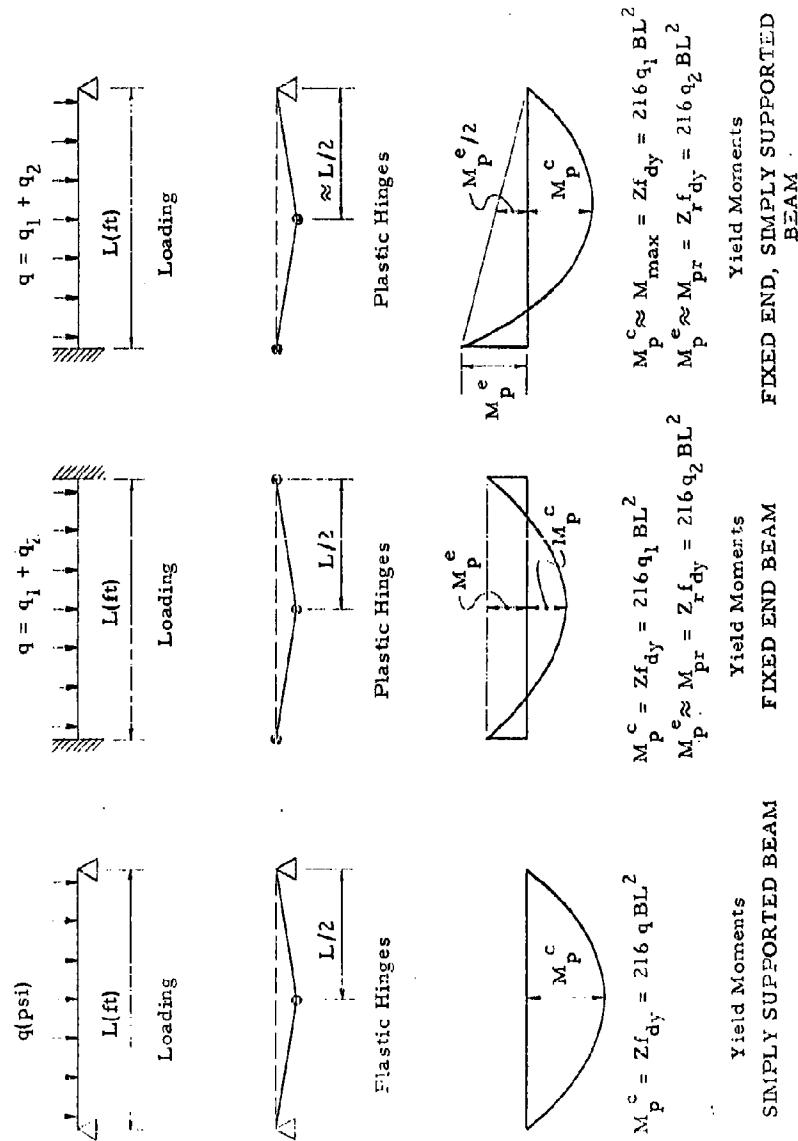 q(psi)
L(ft)
Loading
L/2
Plastic Hinges
M_p^c
M_p^c = Zf_dy = 216 q BL^2
Yield Moments
SIMPLY SUPPORTED BEAM
q = q_1 + q_2
L(ft)
Loading
L/2
Plastic Hinges
M_p^e
M_p^c
M_p^c = Zf_dy = 216 q_1 BL^2
M_p^e ≈ M_pr = Z_r f_dy = 216 q_2 BL^2
Yield Moments
FIXED END BEAM
q = q_1 + q_2
L(ft)
Loading
≈ L/2
Plastic Hinges
M_p^e
M_p^e/2
M_p^c
M_p^c ≈ M_max = Zf_dy = 216 q_1 BL^2
M_p^e ≈ M_pr = Z_r f_dy = 216 q_2 BL^2
Yield Moments
FIXED END, SIMPLY SUPPORTED
BEAM